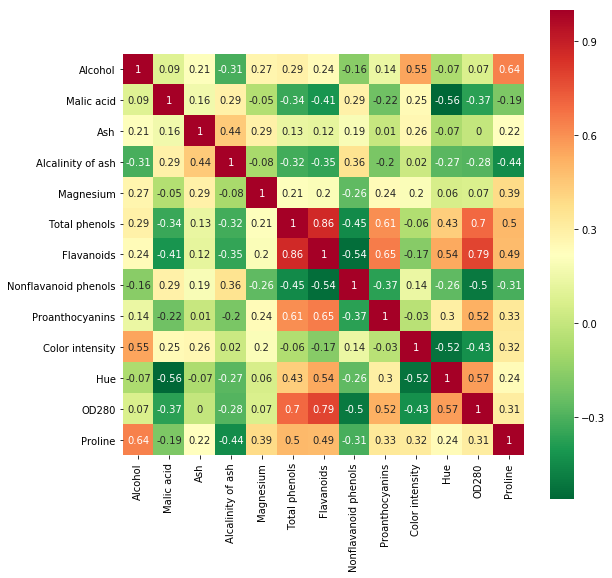 Alcohol 1 0.09 0.21 -0.31 0.27 0.29 0.24 -0.16 0.14 0.55 -0.07 0.07 0.64
Malic acid 0.09 1 0.16 0.29 -0.05 -0.34 -0.41 0.29 -0.22 0.25 -0.56 -0.37 -0.19
Ash 0.21 0.16 1 0.44 0.29 0.13 0.12 0.19 0.01 0.26 -0.07 0 0.22
Alcalinity of ash -0.31 0.29 0.44 1 -0.08 -0.32 -0.35 0.36 -0.2 0.02 -0.27 -0.28 -0.44
Magnesium 0.27 -0.05 0.29 -0.08 1 0.21 0.2 -0.26 0.24 0.2 0.06 0.07 0.39
Total phenols 0.29 -0.34 0.13 -0.32 0.21 1 0.86 -0.45 0.61 -0.06 0.43 0.7 0.5
Flavanoids 0.24 -0.41 0.12 -0.35 0.2 0.86 1 -0.54 0.65 -0.17 0.54 0.79 0.49
Nonflavanoid phenols -0.16 0.29 0.19 0.36 -0.26 -0.45 -0.54 1 -0.37 0.14 -0.26 -0.5 -0.31
Proanthocyanins 0.14 -0.22 0.01 -0.2 0.24 0.61 0.65 -0.37 1 -0.03 0.3 0.52 0.33
Color intensity 0.55 0.25 0.26 0.02 0.2 -0.06 -0.17 0.14 -0.03 1 -0.52 -0.43 0.32
Hue -0.07 -0.56 -0.07 -0.27 0.06 0.43 0.54 -0.26 0.3 -0.52 1 0.57 0.24
OD280 0.07 -0.37 0 -0.28 0.07 0.7 0.79 -0.5 0.52 -0.43 0.57 1 0.31
Proline 0.64 -0.19 0.22 -0.44 0.39 0.5 0.49 -0.31 0.33 0.32 0.24 0.31 1
Alcohol
Malic acid
Ash
Alcalinity of ash
Magnesium
Total phenols
Flavanoids
Nonflavanoid phenols
Proanthocyanins
Color intensity
Hue
OD280
Proline
0.9
0.6
0.3
0.0
-0.3